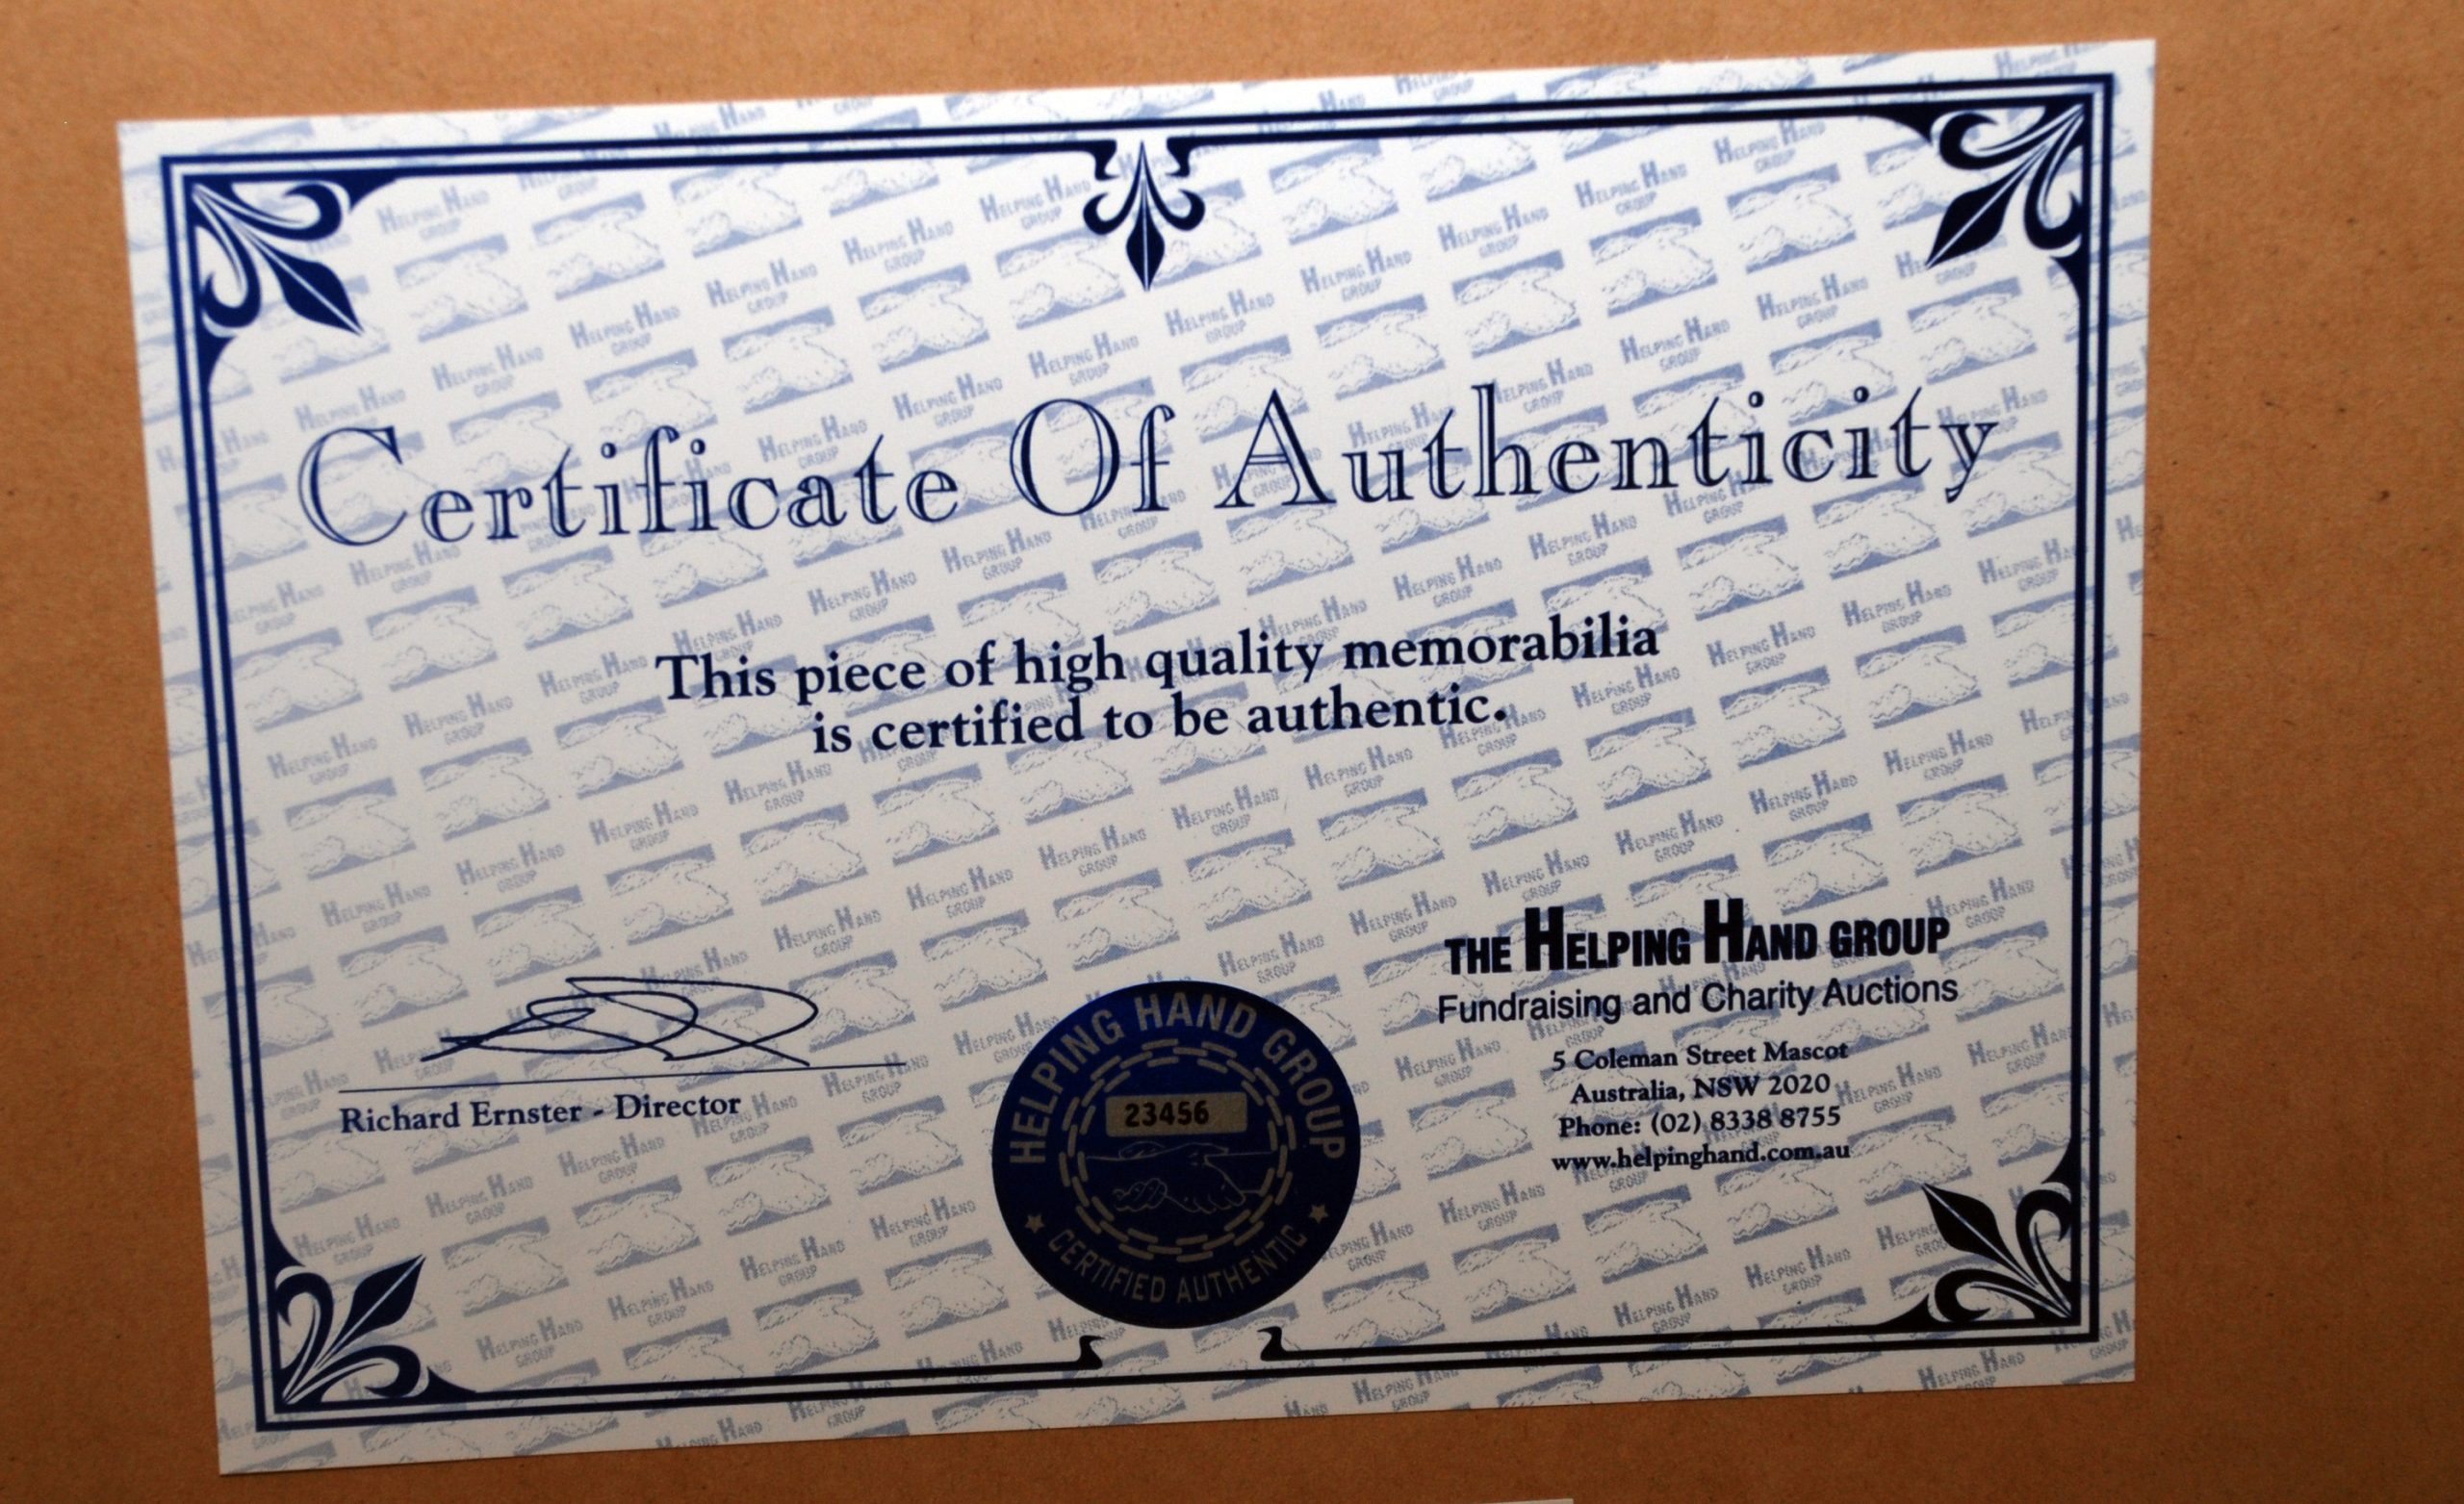 Certificate Of Authenticity
This piece of high quality memorabilia
is certified to be authentic.
Richard Ernster - Director
HELPING HAND GROUP
23456
CERTIFIED AUTHENTIC
THE HELPING HAND GROUP
Fundraising and Charity Auctions
5 Coleman Street Mascot
Australia, NSW 2020
Phone: (02) 8338 8755
www.helpinghand.com.au